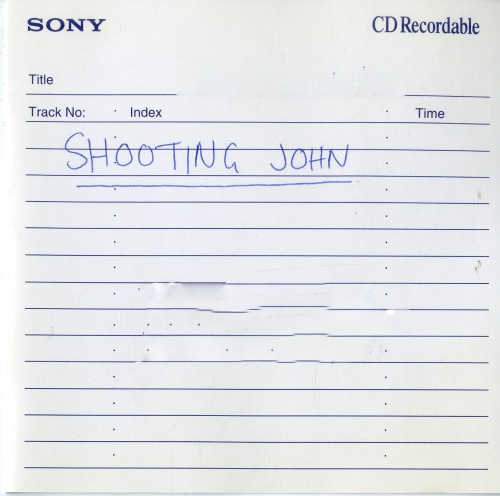 SONY CD Recordable
Title
Track No: Index Time
SHOOTING JOHN